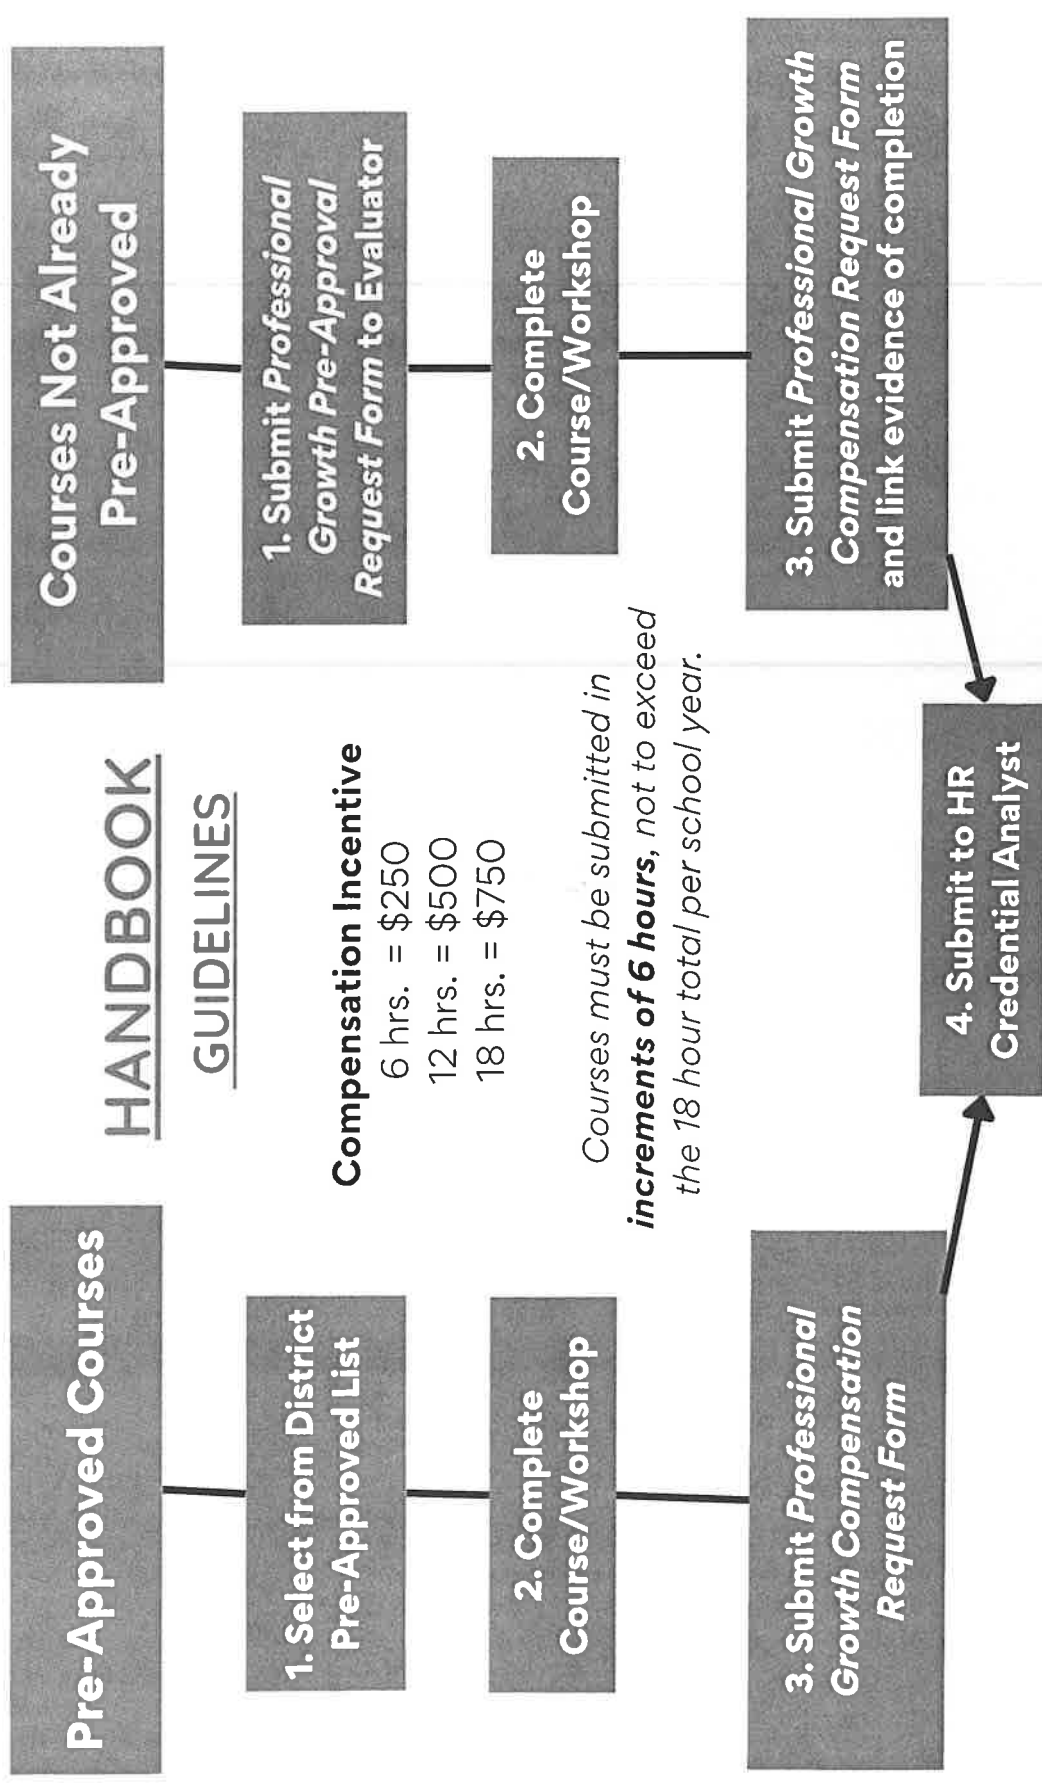 HANDBOOK
GUIDELINES
Pre-Approved Courses
1. Select from District
Pre-Approved List
2. Complete
Course/Workshop
3. Submit Professional
Growth Compensation
Request Form
Compensation Incentive
6 hrs. = $250
12 hrs. = $500
18 hrs. = $750
Courses must be submitted in
increments of 6 hours, not to exceed
the 18 hour total per school year.
Courses Not Already
Pre-Approved
1. Submit Professional
Growth Pre-Approval
Request Form to Evaluator
2. Complete
Course/Workshop
3. Submit Professional Growth
Compensation Request Form
and link evidence of completion
4. Submit to HR
Credential Analyst